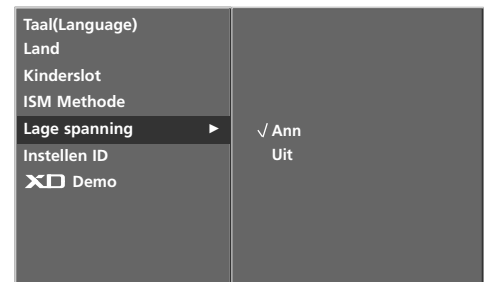 Taal(Language)
Land
Kinderslot
ISM Methode
Lage spanning ► √ Ann
Instellen ID Uit
XD Demo